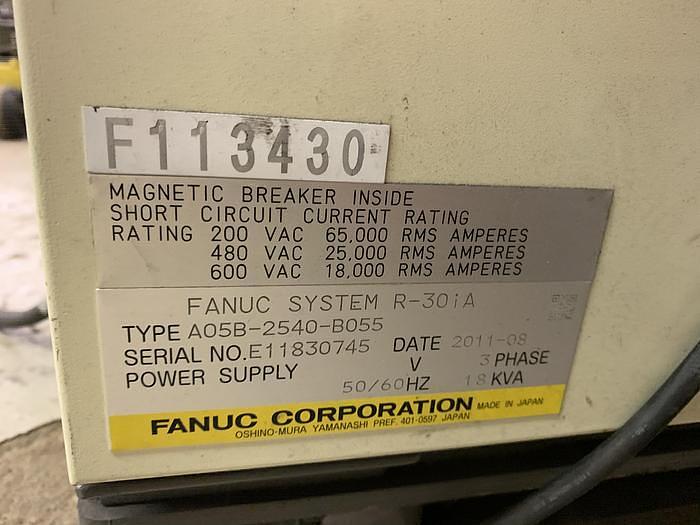 F113430
MAGNETIC BREAKER INSIDE
SHORT CIRCUIT CURRENT RATING
RATING 200 VAC 65,000 RMS AMPERES
480 VAC 25,000 RMS AMPERES
600 VAC 18,000 RMS AMPERES
FANUC SYSTEM R-30iA
TYPE A05B-2540-B055
SERIAL NO.E11830745 DATE 2011-08
POWER SUPPLY V 3 PHASE
50/60HZ 18 KVA
FANUC CORPORATION MADE IN JAPAN
OSHINO-MURA YAMANASHI PREF. 401-0597 JAPAN